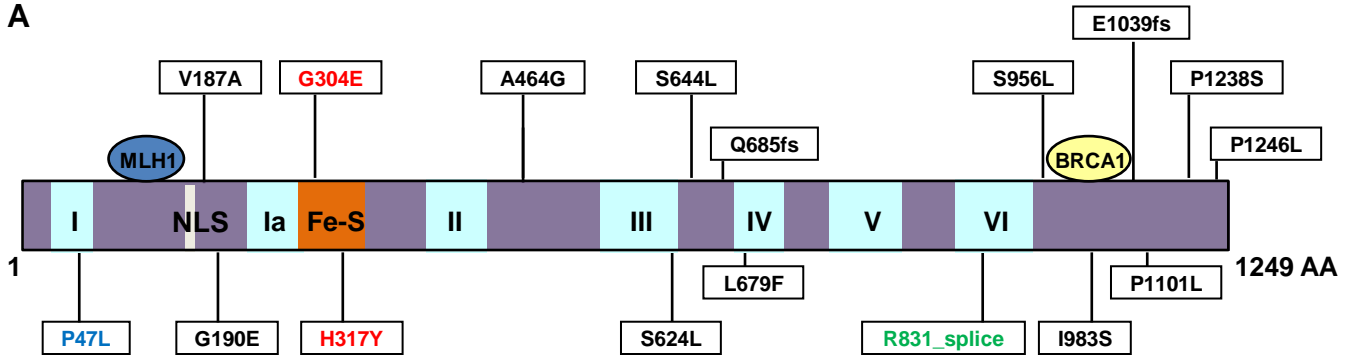 A
E1039fs
V187A G304E A464G S644L S956L P1238S
Q685fs P1246L
MLH1 BRCA1
I NLS Ia Fe-S II III IV V VI
1 1249 AA
L679F P1101L
P47L G190E H317Y S624L R831_splice I983S